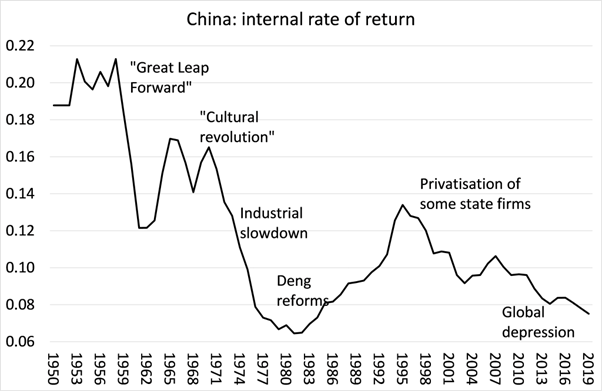 China: internal rate of return
0.22
0.20
0.18
0.16
0.14
0.12
0.10
0.08
0.06
"Great Leap
Forward"
"Cultural
revolution"
Industrial
slowdown
Deng
reforms
Privatisation of
some state firms
Global
depression
1950
1953
1956
1959
1962
1965
1968
1971
1974
1977
1980
1983
1986
1989
1992
1995
1998
2001
2004
2007
2010
2013
2016
2019